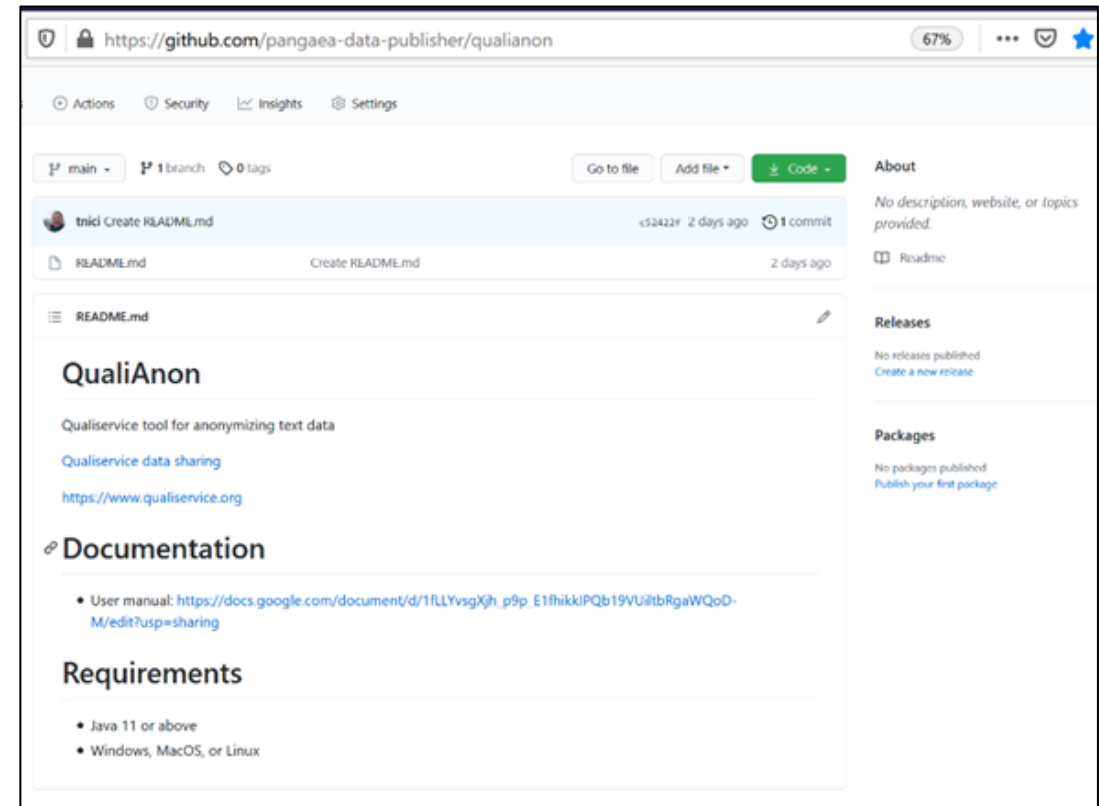 https://github.com/pangaea-data-publisher/qualianon
67%
Actions Security Insights Settings
main 1 branch 0 tags
Go to file Add file Code
tnici Create README.md c52422f 2 days ago 1 commit
README.md Create README.md 2 days ago
README.md
QualiAnon
Qualiservice tool for anonymizing text data
Qualiservice data sharing
https://www.qualiservice.org
Documentation
User manual: https://docs.google.com/document/d/1fLLYvsgXjh_p9p_E1fhikkIPQb19VUiltbRgaWQoD-
M/edit?usp=sharing
Requirements
Java 11 or above
Windows, MacOS, or Linux
About
No description, website, or topics
provided.
Readme
Releases
No releases published
Create a new release
Packages
No packages published
Publish your first package